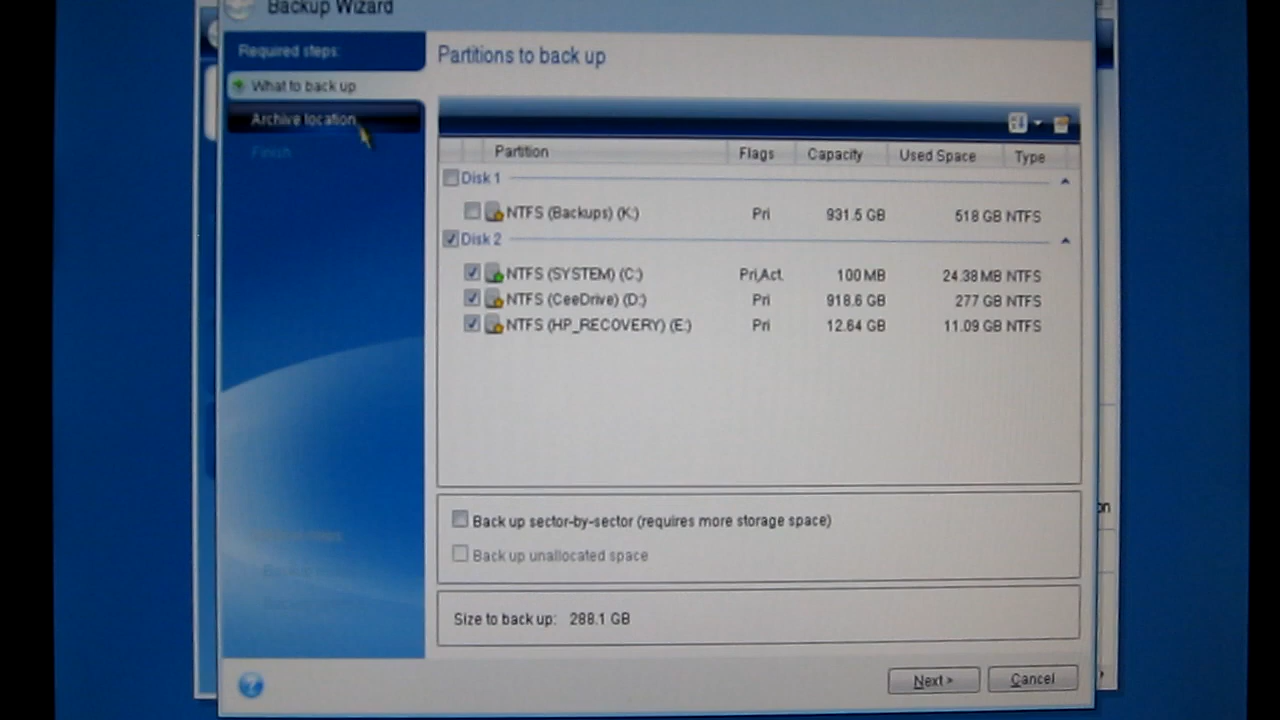 Backup Wizard
Required steps:
What to back up
Archive location
Finish
Partitions to back up
Partition Flags Capacity Used Space Type
Disk 1
NTFS (Backups) (K:) Pri 931.5 GB 518 GB NTFS
Disk 2
NTFS (SYSTEM) (C:) Pri,Act. 100 MB 24.38 MB NTFS
NTFS (CeeDrive) (D:) Pri 918.6 GB 277 GB NTFS
NTFS (HP_RECOVERY) (E:) Pri 12.64 GB 11.09 GB NTFS
Back up sector-by-sector (requires more storage space)
Back up unallocated space
Size to back up: 288.1 GB
Next >
Cancel